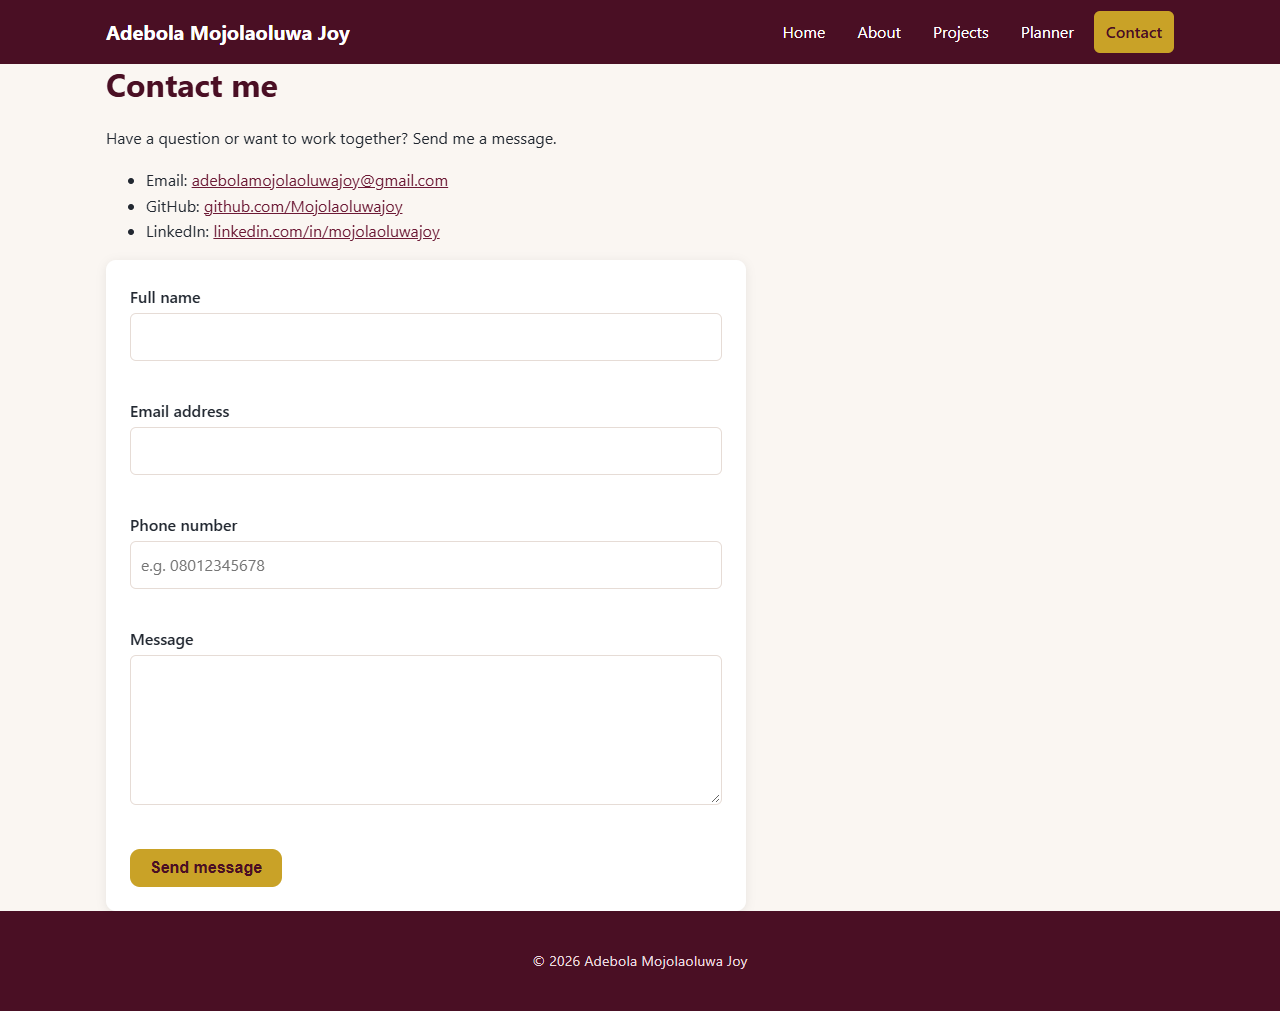 Adebola Mojolaoluwa Joy
Home About Projects Planner Contact
Contact me
Have a question or want to work together? Send me a message.
• Email: adebolamojolaoluwajoy@gmail.com
• GitHub: github.com/Mojolaoluwajoy
• LinkedIn: linkedin.com/in/mojolaoluwajoy
Full name
Email address
Phone number
e.g. 08012345678
Message
Send message
© 2026 Adebola Mojolaoluwa Joy